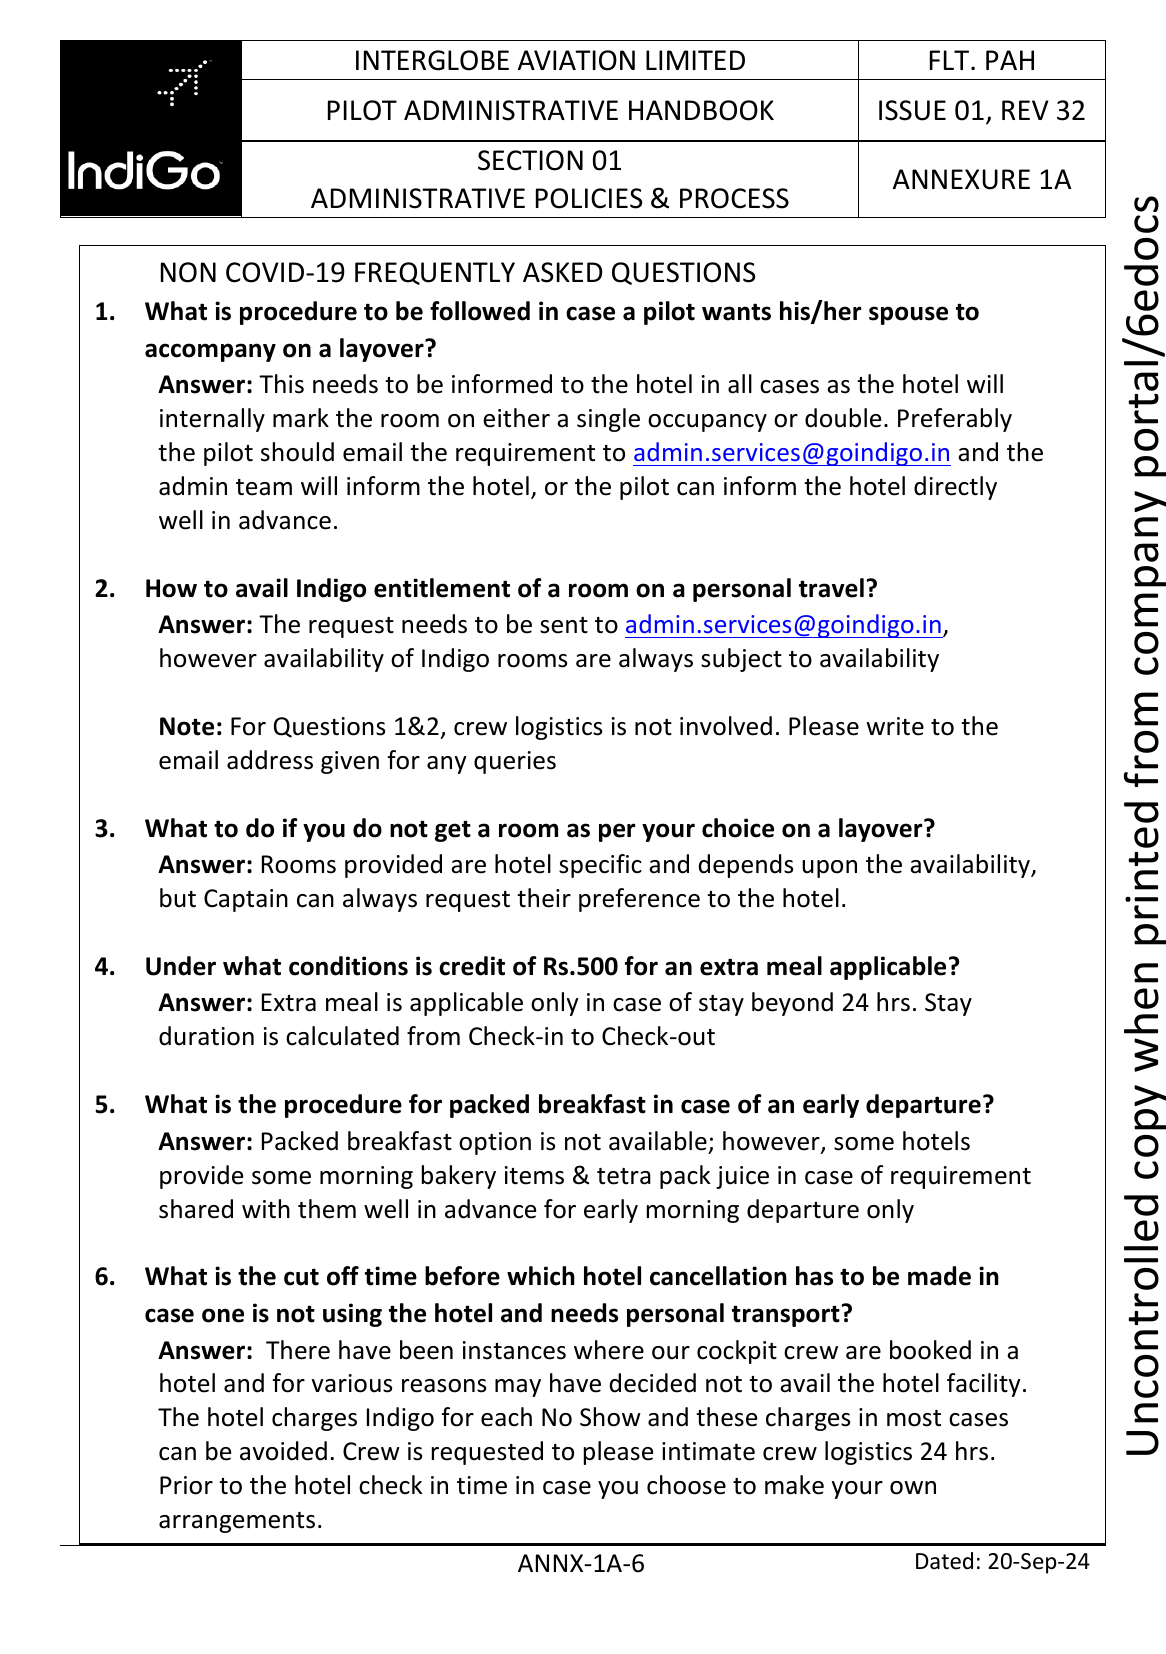 IndiGo
INTERGLOBE AVIATION LIMITED
FLT. PAH
PILOT ADMINISTRATIVE HANDBOOK
ISSUE 01, REV 32
SECTION 01
ADMINISTRATIVE POLICIES & PROCESS
ANNEXURE 1A
NON COVID-19 FREQUENTLY ASKED QUESTIONS
1. What is procedure to be followed in case a pilot wants his/her spouse to
accompany on a layover?
Answer: This needs to be informed to the hotel in all cases as the hotel will
internally mark the room on either a single occupancy or double. Preferably
the pilot should email the requirement to admin.services@goindigo.in and the
admin team will inform the hotel, or the pilot can inform the hotel directly
well in advance.
2. How to avail Indigo entitlement of a room on a personal travel?
Answer: The request needs to be sent to admin.services@goindigo.in,
however availability of Indigo rooms are always subject to availability
Note: For Questions 1&2, crew logistics is not involved. Please write to the
email address given for any queries
3. What to do if you do not get a room as per your choice on a layover?
Answer: Rooms provided are hotel specific and depends upon the availability,
but Captain can always request their preference to the hotel.
4. Under what conditions is credit of Rs.500 for an extra meal applicable?
Answer: Extra meal is applicable only in case of stay beyond 24 hrs. Stay
duration is calculated from Check-in to Check-out
5. What is the procedure for packed breakfast in case of an early departure?
Answer: Packed breakfast option is not available; however, some hotels
provide some morning bakery items & tetra pack juice in case of requirement
shared with them well in advance for early morning departure only
6. What is the cut off time before which hotel cancellation has to be made in
case one is not using the hotel and needs personal transport?
Answer: There have been instances where our cockpit crew are booked in a
hotel and for various reasons may have decided not to avail the hotel facility.
The hotel charges Indigo for each No Show and these charges in most cases
can be avoided. Crew is requested to please intimate crew logistics 24 hrs.
Prior to the hotel check in time in case you choose to make your own
arrangements.
ANNX-1A-6
Dated: 20-Sep-24
Uncontrolled copy when printed from company portal/6edocs